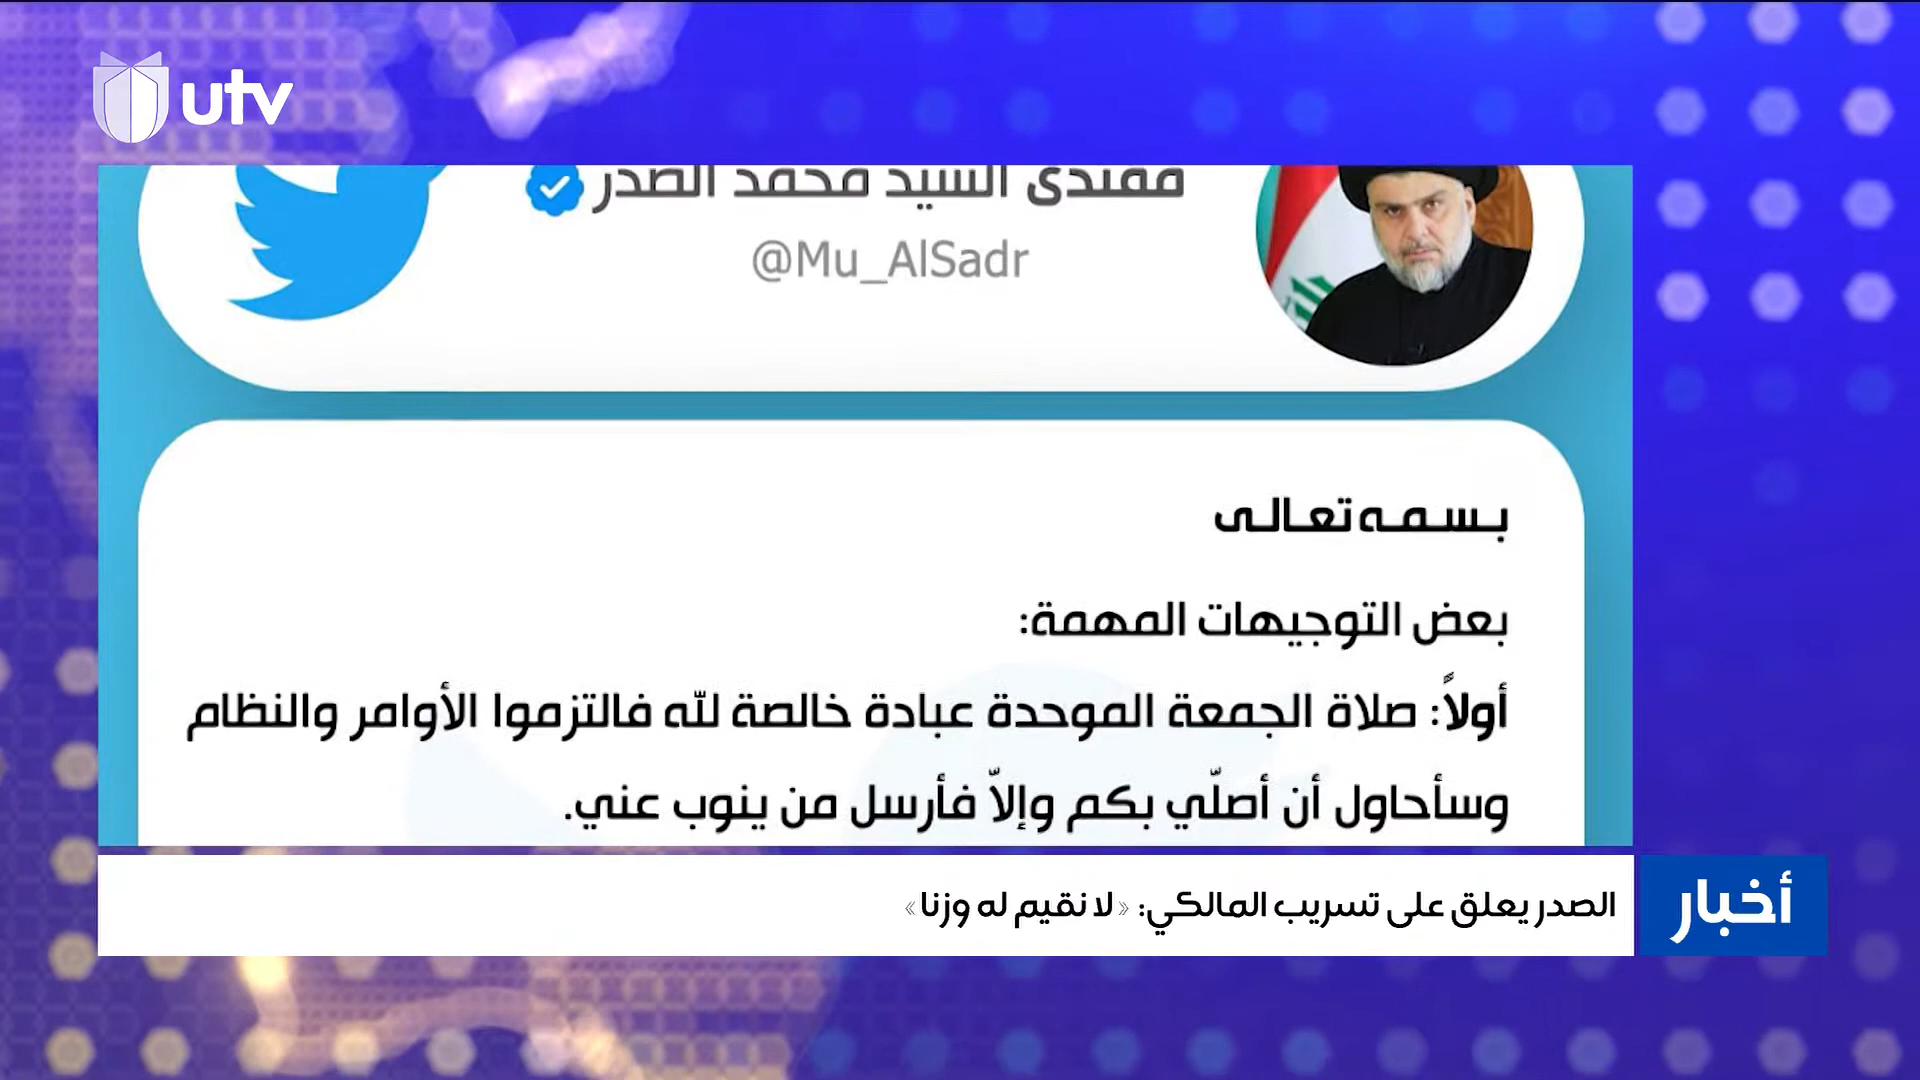 utv
مقتدى السيد محمد الصدر
@Mu_AlSadr
بسمه تعالى
بعض التوجيهات المهمة:
أولاً: صلاة الجمعة الموحدة عبادة خالصة لله فالتزموا الأوامر والنظام
وسأحاول أن أصلّي بكم وإلاّ فأرسل من ينوب عني.
أخبار
الصدر يعلق على تسريب المالكي: «لا نقيم له وزنا»